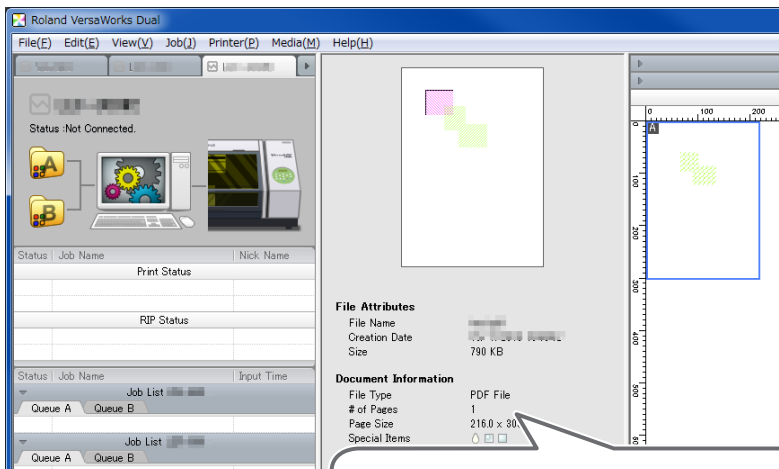 Roland VersaWorks Dual
File(F) Edit(E) View(V) Job(J) Printer(P) Media(M) Help(H)
Status :Not Connected.
A
B
Status Job Name Nick Name
Print Status
RIP Status
Status Job Name Input Time
Job List
Queue A Queue B
Job List
Queue A Queue B
File Attributes
File Name
Creation Date
Size 790 KB
Document Information
File Type PDF File
# of Pages 1
Page Size 216.0 x 30
Special Items
0 100 200
A
0
100
200
300
400
500